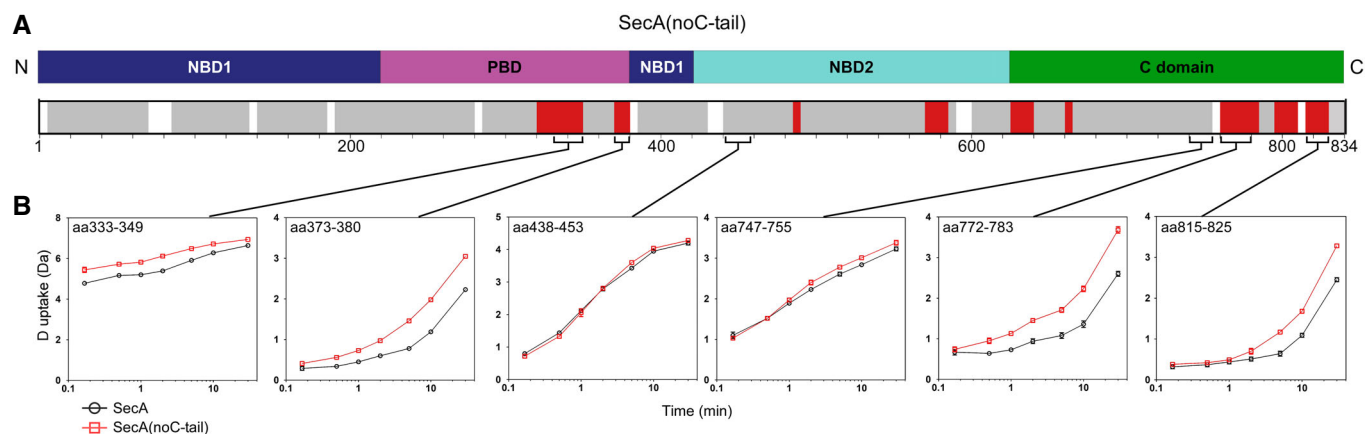 A
SecA(noC-tail)
N NBD1 PBD NBD1 NBD2 C domain C
1 200 400 600 800 834
B
aa333-349 aa373-380 aa438-453 aa747-755 aa772-783 aa815-825
D uptake (Da)
8 6 4 2 0
4 3 2 1 0
5 4 3 2 1 0
4 3 2 1 0
4 3 2 1 0
4 3 2 1 0
0.1 1 10 0.1 1 10 0.1 1 10 0.1 1 10 0.1 1 10 0.1 1 10
Time (min)
SecA
SecA(noC-tail)